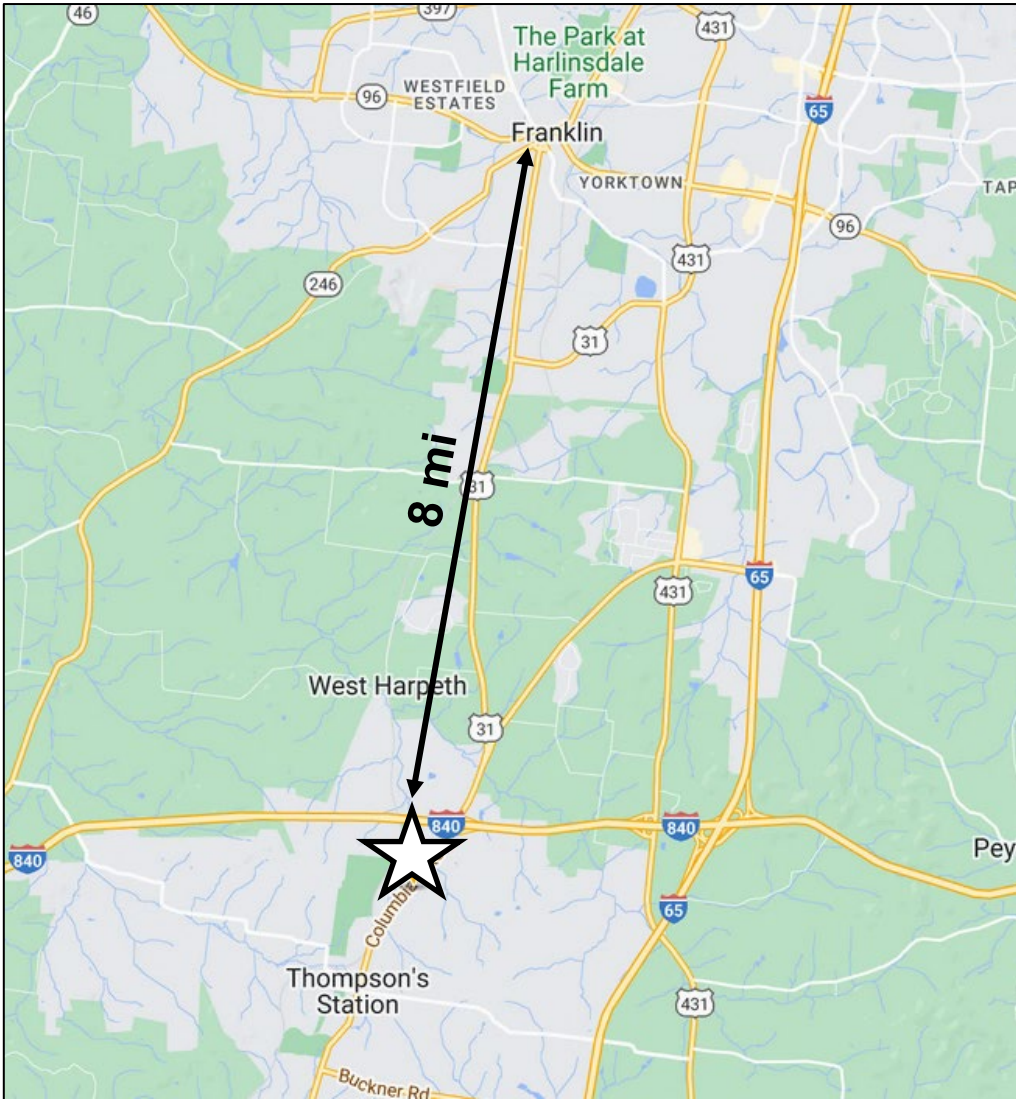 46
397
431
The Park at
Harlinsdale
Farm
WESTFIELD
ESTATES
96
65
Franklin
YORKTOWN
TAP
96
431
246
31
8 mi
31
65
431
West Harpeth
31
840
840
840
Pey
Columbia
65
Thompson's
Station
431
Buckner Rd